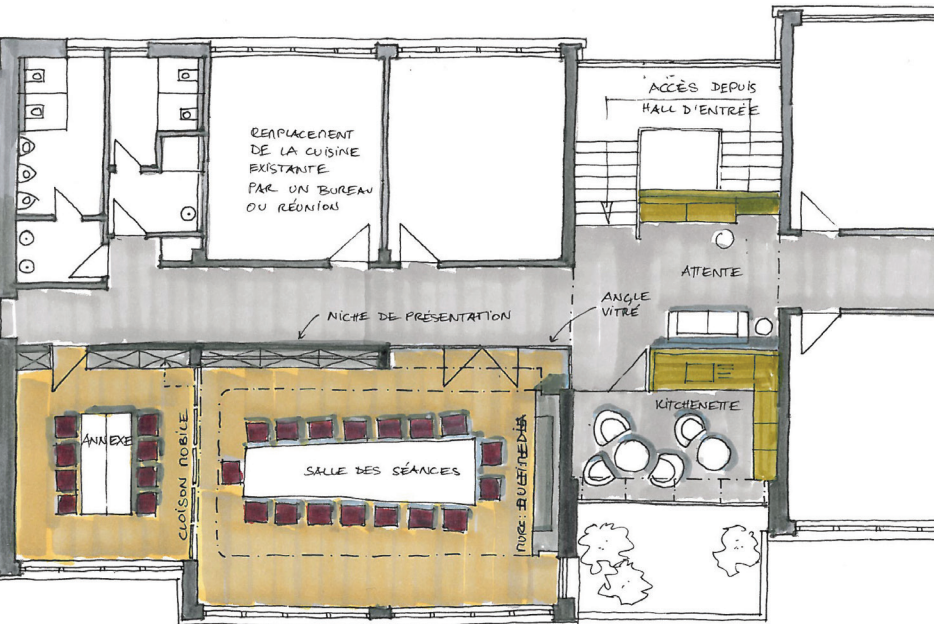 ACCÈS DEPUIS
HALL D'ENTRÉE
REMPLACEMENT
DE LA CUISINE
EXISTANTE
PAR UN BUREAU
OU RÉUNION
ATTENTE
NICHE DE PRÉSENTATION
ANGLE
VITRÉ
KITCHENETTE
ANNEXE
CLOISON MOBILE
SALLE DES SÉANCES
MULTIMEDIA